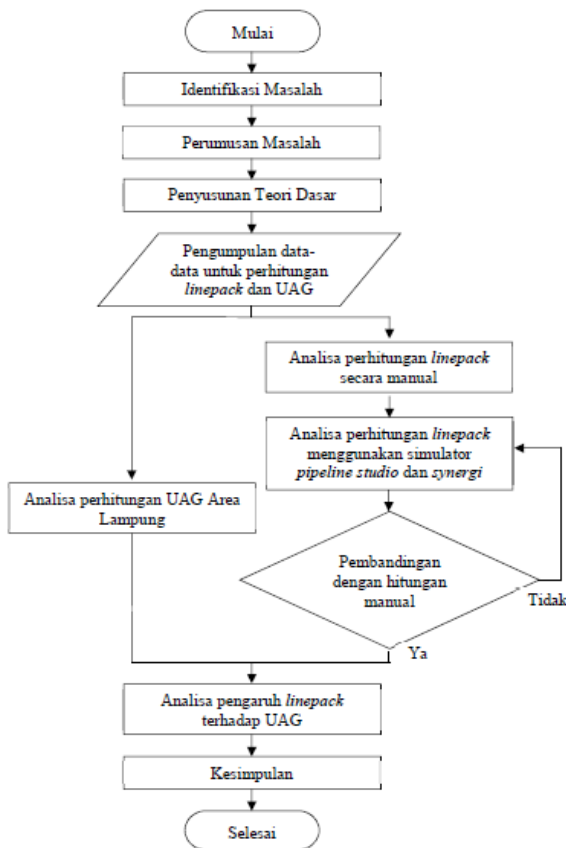 Mulai
Identifikasi Masalah
Perumusan Masalah
Penyusunan Teori Dasar
Pengumpulan data-
data untuk perhitungan
linepack dan UAG
Analisa perhitungan linepack
secara manual
Analisa perhitungan linepack
menggunakan simulator
pipeline studio dan synergi
Analisa perhitungan UAG Area
Lampung
Pembandingan
dengan hitungan
manual
Tidak
Ya
Analisa pengaruh linepack
terhadap UAG
Kesimpulan
Selesai